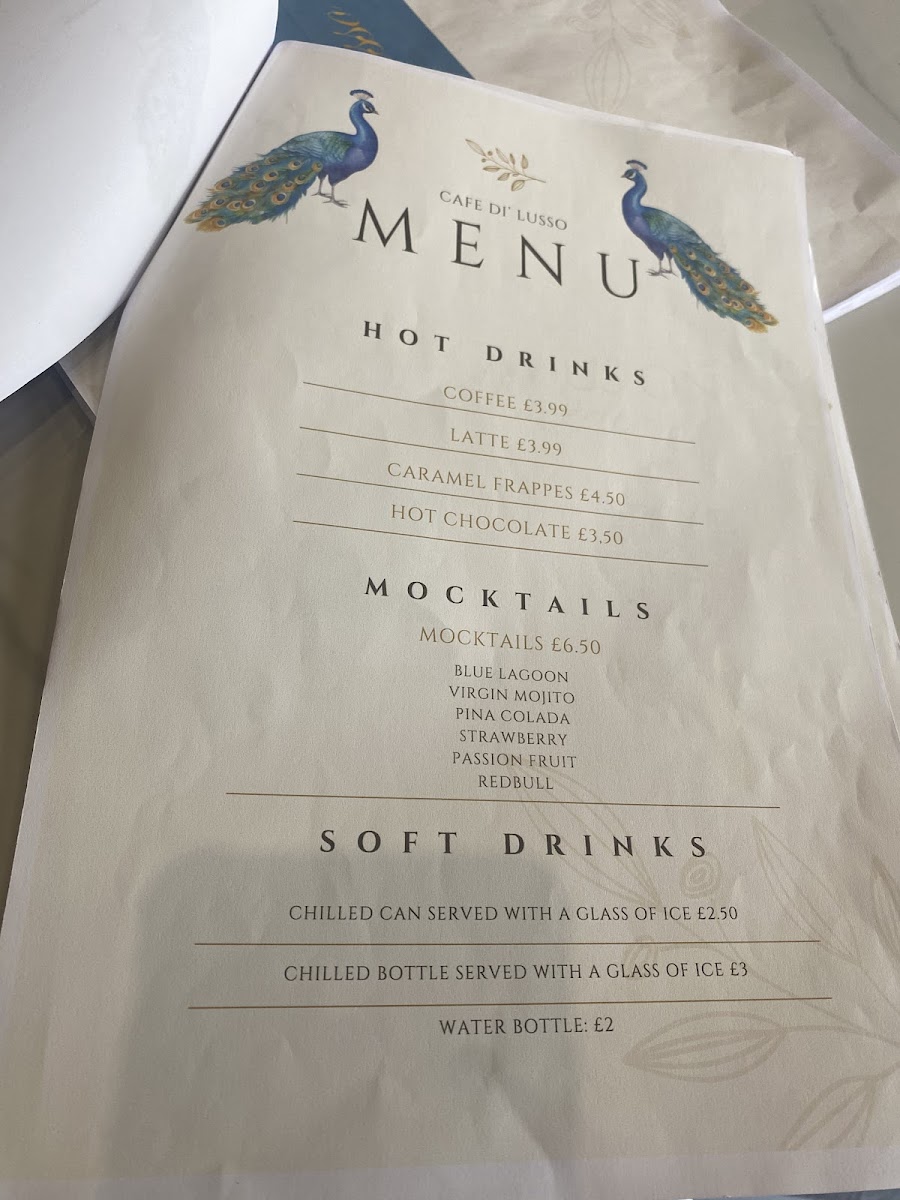 CAFE DI' LUSSO
MENU
HOT DRINKS
COFFEE £3.99
LATTE £3.99
CARAMEL FRAPPES £4.50
HOT CHOCOLATE £3,50
MOCKTAILS
MOCKTAILS £6.50
BLUE LAGOON
VIRGIN MOJITO
PINA COLADA
STRAWBERRY
PASSION FRUIT
REDBULL
SOFT DRINKS
CHILLED CAN SERVED WITH A GLASS OF ICE £2.50
CHILLED BOTTLE SERVED WITH A GLASS OF ICE £3
WATER BOTTLE: £2